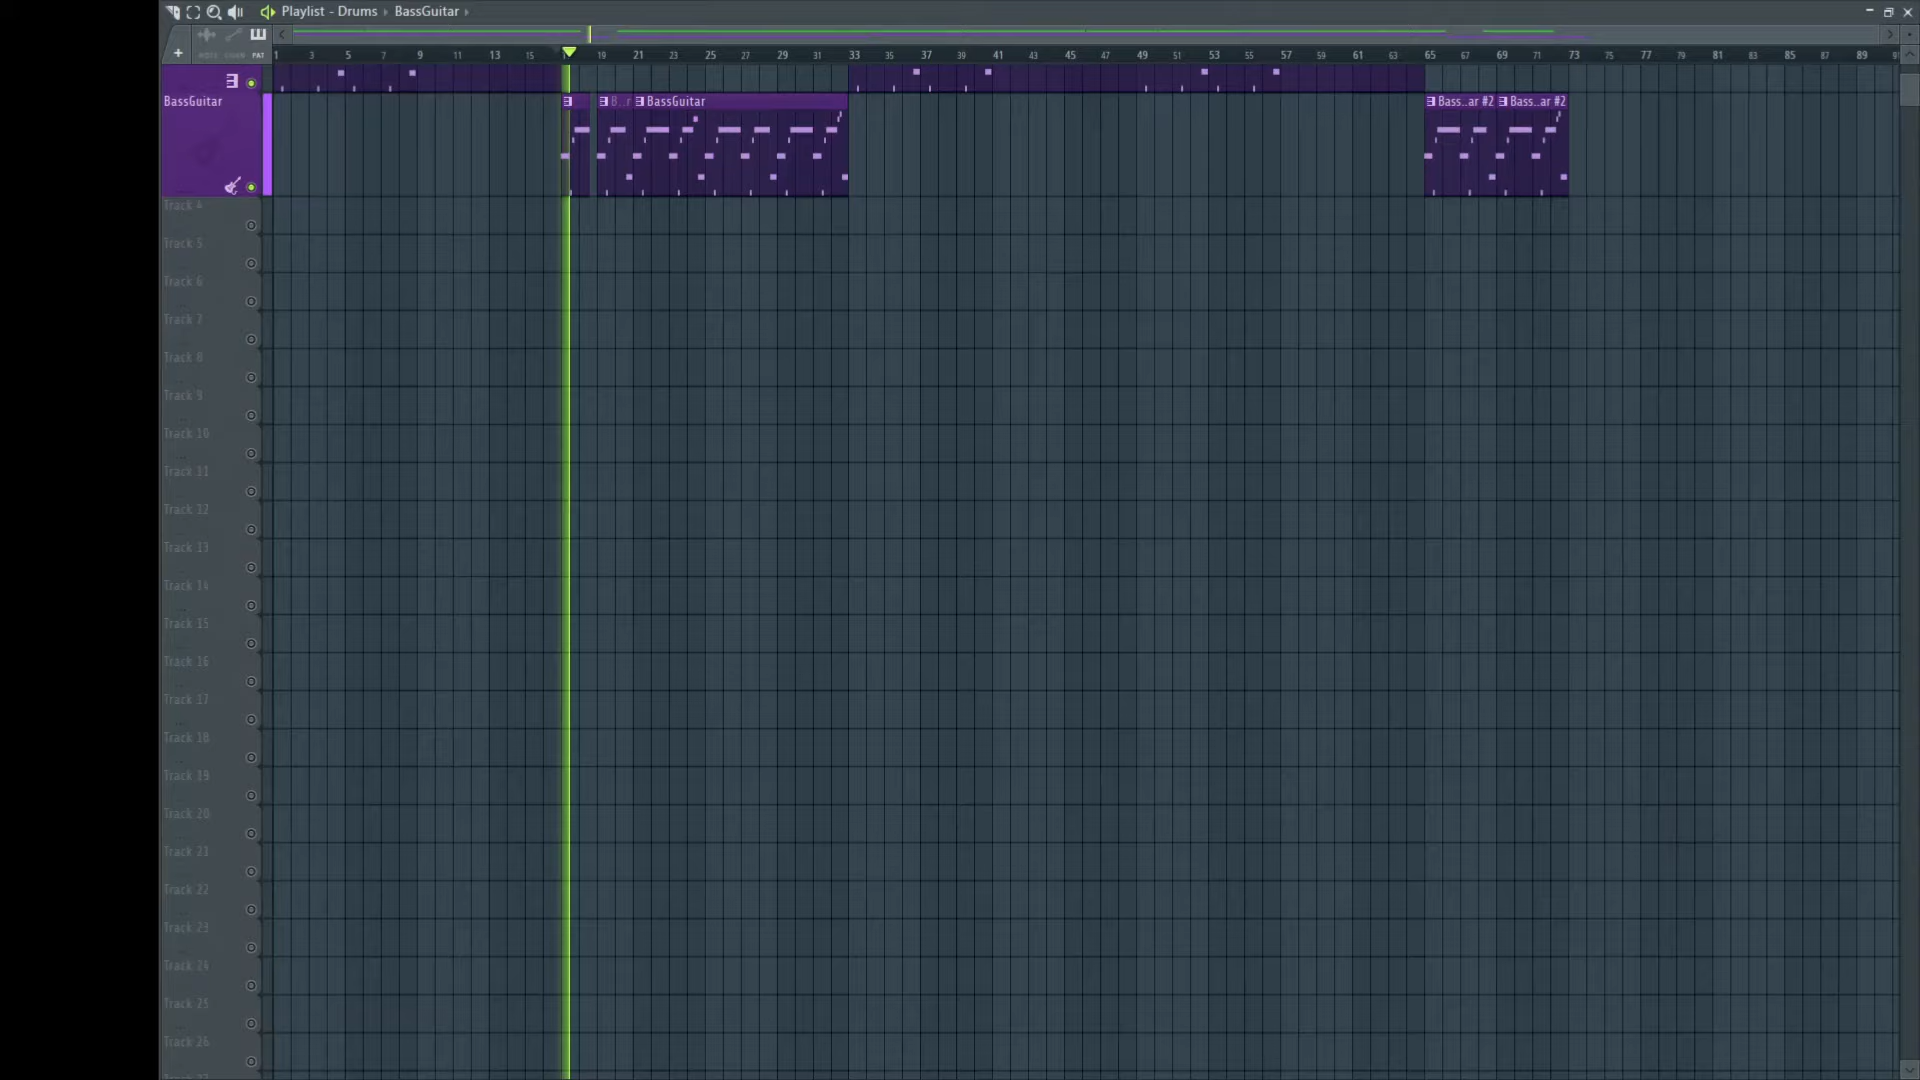 Playlist - Drums › BassGuitar ›
NOTE CHAN PAT
1 3 5 7 9 11 13 15 19 21 23 25 27 29 31 33 35 37 39 41 43 45 47 49 51 53 55 57 59 61 63 65 67 69 71 73 75 77 79 81 83 85 87 89
BassGuitar
B..r BassGuitar
Bass..ar #2 Bass..ar #2
Track 4
Track 5
Track 6
Track 7
Track 8
Track 9
Track 10
Track 11
Track 12
Track 13
Track 14
Track 15
Track 16
Track 17
Track 18
Track 19
Track 20
Track 21
Track 22
Track 23
Track 24
Track 25
Track 26